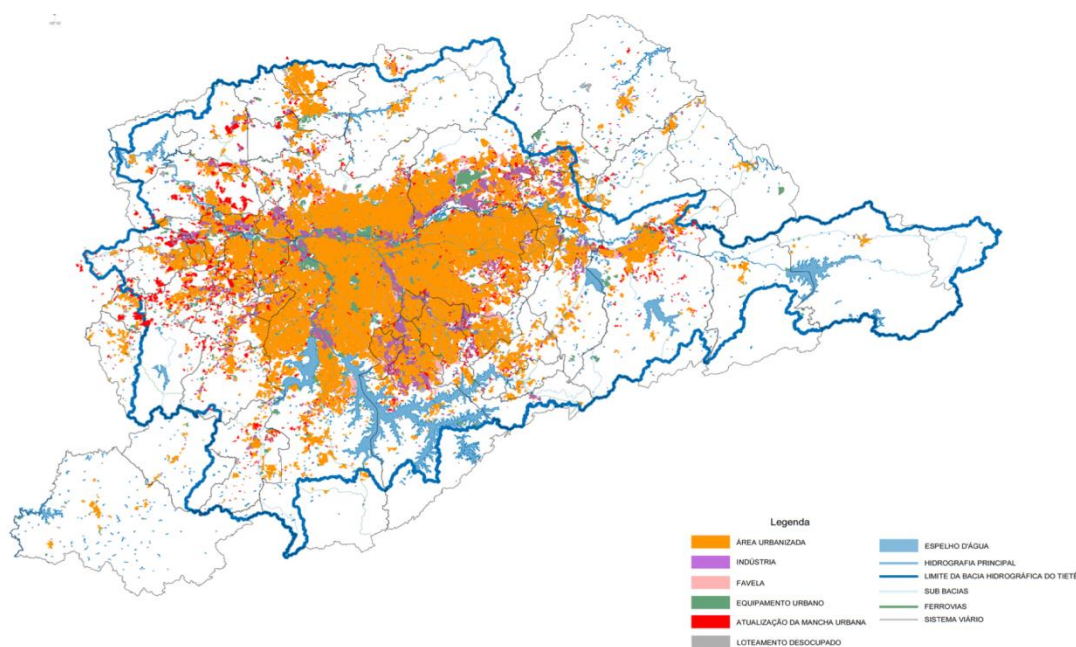 Legenda
ÁREA URBANIZADA
INDÚSTRIA
FAVELA
EQUIPAMENTO URBANO
ATUALIZAÇÃO DA MANCHA URBANA
LOTEAMENTO DESOCUPADO
ESPELHO D'ÁGUA
HIDROGRAFIA PRINCIPAL
LIMITE DA BACIA HIDROGRÁFICA DO TIETÊ
SUB BACIAS
FERROVIAS
SISTEMA VIÁRIO